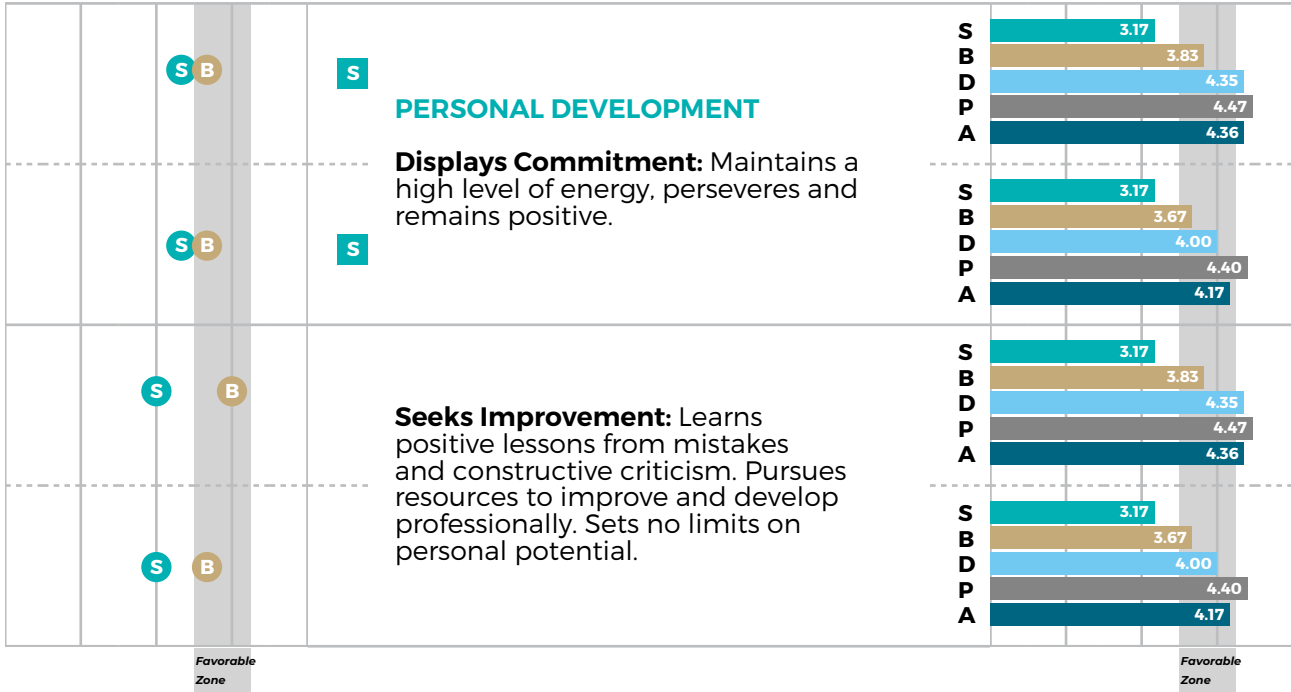 S B S
PERSONAL DEVELOPMENT
Displays Commitment: Maintains a
high level of energy, perseveres and
remains positive.
S B S
S 3.17
B 3.83
D 4.35
P 4.47
A 4.36
S 3.17
B 3.67
D 4.00
P 4.40
A 4.17
S B
Seeks Improvement: Learns
positive lessons from mistakes
and constructive criticism. Pursues
resources to improve and develop
professionally. Sets no limits on
personal potential.
S B
S 3.17
B 3.83
D 4.35
P 4.47
A 4.36
S 3.17
B 3.67
D 4.00
P 4.40
A 4.17
Favorable
Zone
Favorable
Zone